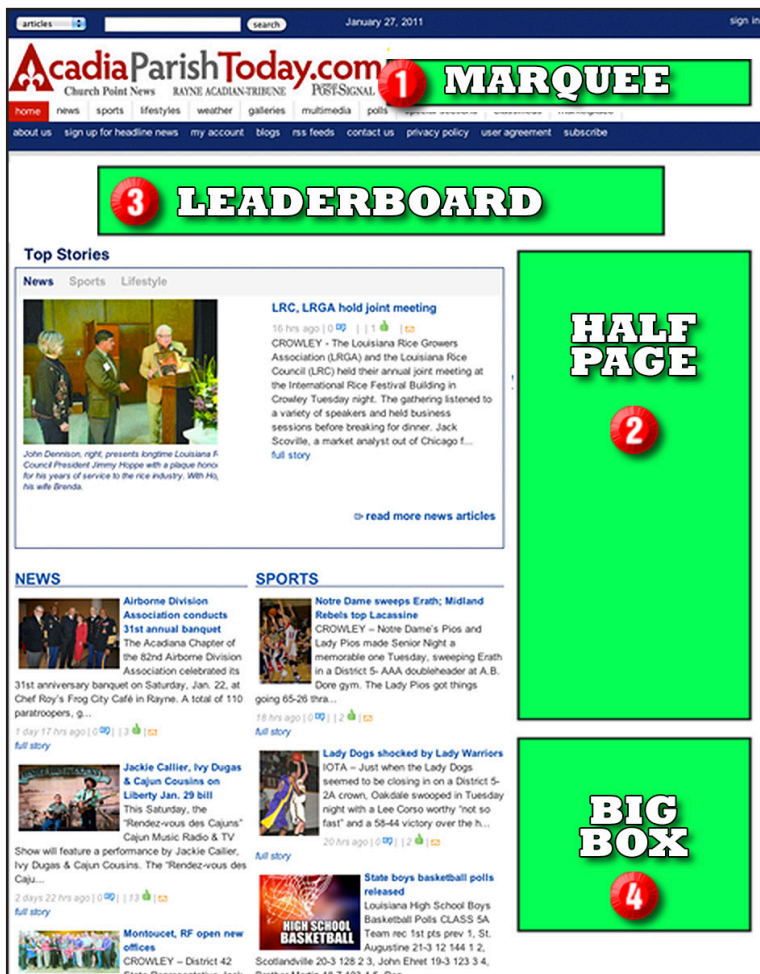 articles
search
January 27, 2011
sign in
AcadiaParishToday.com
Church Point News RAYNE ACADIAN-TRIBUNE POST-SIGNAL
1 MARQUEE
home news sports lifestyles weather galleries multimedia polls special sections classifieds marketplace
about us sign up for headline news my account blogs rss feeds contact us privacy policy user agreement subscribe
3 LEADERBOARD
Top Stories
News Sports Lifestyle
LRC, LRGA hold joint meeting
16 hrs ago | 0 | | 1 |
CROWLEY - The Louisiana Rice Growers
Association (LRGA) and the Louisiana Rice
Council (LRC) held their annual joint meeting at
the International Rice Festival Building in
Crowley Tuesday night. The gathering listened to
a variety of speakers and held business
sessions before breaking for dinner. Jack
Scoville, a market analyst out of Chicago f...
full story
John Dennison, right, presents longtime Louisiana R
Council President Jimmy Hoppe with a plaque honor
for his years of service to the rice industry. With Hop
his wife Brenda.
read more news articles
HALF
PAGE
2
NEWS
Airborne Division
Association conducts
31st annual banquet
The Acadiana Chapter of
the 82nd Airborne Division
Association celebrated its
31st anniversary banquet on Saturday, Jan. 22, at
Chef Roy's Frog City Café in Rayne. A total of 110
paratroopers, g...
1 day 17 hrs ago | 0 | | 3 |
full story
Jackie Callier, Ivy Dugas
& Cajun Cousins on
Liberty Jan. 29 bill
This Saturday, the
"Rendez-vous des Cajuns"
Cajun Music Radio & TV
Show will feature a performance by Jackie Callier,
Ivy Dugas & Cajun Cousins. The "Rendez-vous des
Caju...
2 days 22 hrs ago | 0 | | 13 |
full story
Montoucet, RF open new
offices
CROWLEY – District 42
State Representative Jack
SPORTS
Notre Dame sweeps Erath; Midland
Rebels top Lacassine
CROWLEY – Notre Dame's Pios and
Lady Pios made Senior Night a
memorable one Tuesday, sweeping Erath
in a District 5- AAA doubleheader at A.B.
Dore gym. The Lady Pios got things
going 65-26 thra...
18 hrs ago | 0 | | 2 |
full story
Lady Dogs shocked by Lady Warriors
IOTA – Just when the Lady Dogs
seemed to be closing in on a District 5-
2A crown, Oakdale swooped in Tuesday
night with a Lee Corso worthy "not so
fast" and a 58-44 victory over the h...
20 hrs ago | 0 | | 2 |
full story
HIGH SCHOOL
BASKETBALL
State boys basketball polls
released
Louisiana High School Boys
Basketball Polls CLASS 5A
Team rec 1st pts prev 1, St.
Augustine 21-3 12 144 1 2,
Scotlandville 20-3 128 2 3, John Ehret 19-3 123 3 4,
BIG
BOX
4